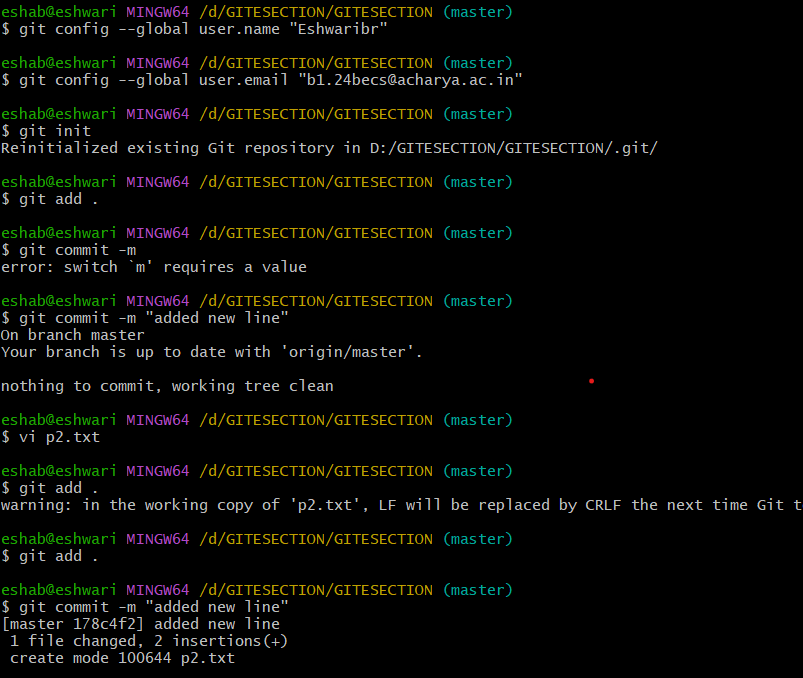 eshab@eshwari MINGW64 /d/GITESECTION/GITESECTION (master)
$ git config --global user.name "Eshwaribr"
eshab@eshwari MINGW64 /d/GITESECTION/GITESECTION (master)
$ git config --global user.email "b1.24becs@acharya.ac.in"
eshab@eshwari MINGW64 /d/GITESECTION/GITESECTION (master)
$ git init
Reinitialized existing Git repository in D:/GITESECTION/GITESECTION/.git/
eshab@eshwari MINGW64 /d/GITESECTION/GITESECTION (master)
$ git add .
eshab@eshwari MINGW64 /d/GITESECTION/GITESECTION (master)
$ git commit -m
error: switch `m' requires a value
eshab@eshwari MINGW64 /d/GITESECTION/GITESECTION (master)
$ git commit -m "added new line"
On branch master
Your branch is up to date with 'origin/master'.
nothing to commit, working tree clean
eshab@eshwari MINGW64 /d/GITESECTION/GITESECTION (master)
$ vi p2.txt
eshab@eshwari MINGW64 /d/GITESECTION/GITESECTION (master)
$ git add .
warning: in the working copy of 'p2.txt', LF will be replaced by CRLF the next time Git t
eshab@eshwari MINGW64 /d/GITESECTION/GITESECTION (master)
$ git add .
eshab@eshwari MINGW64 /d/GITESECTION/GITESECTION (master)
$ git commit -m "added new line"
[master 178c4f2] added new line
 1 file changed, 2 insertions(+)
 create mode 100644 p2.txt